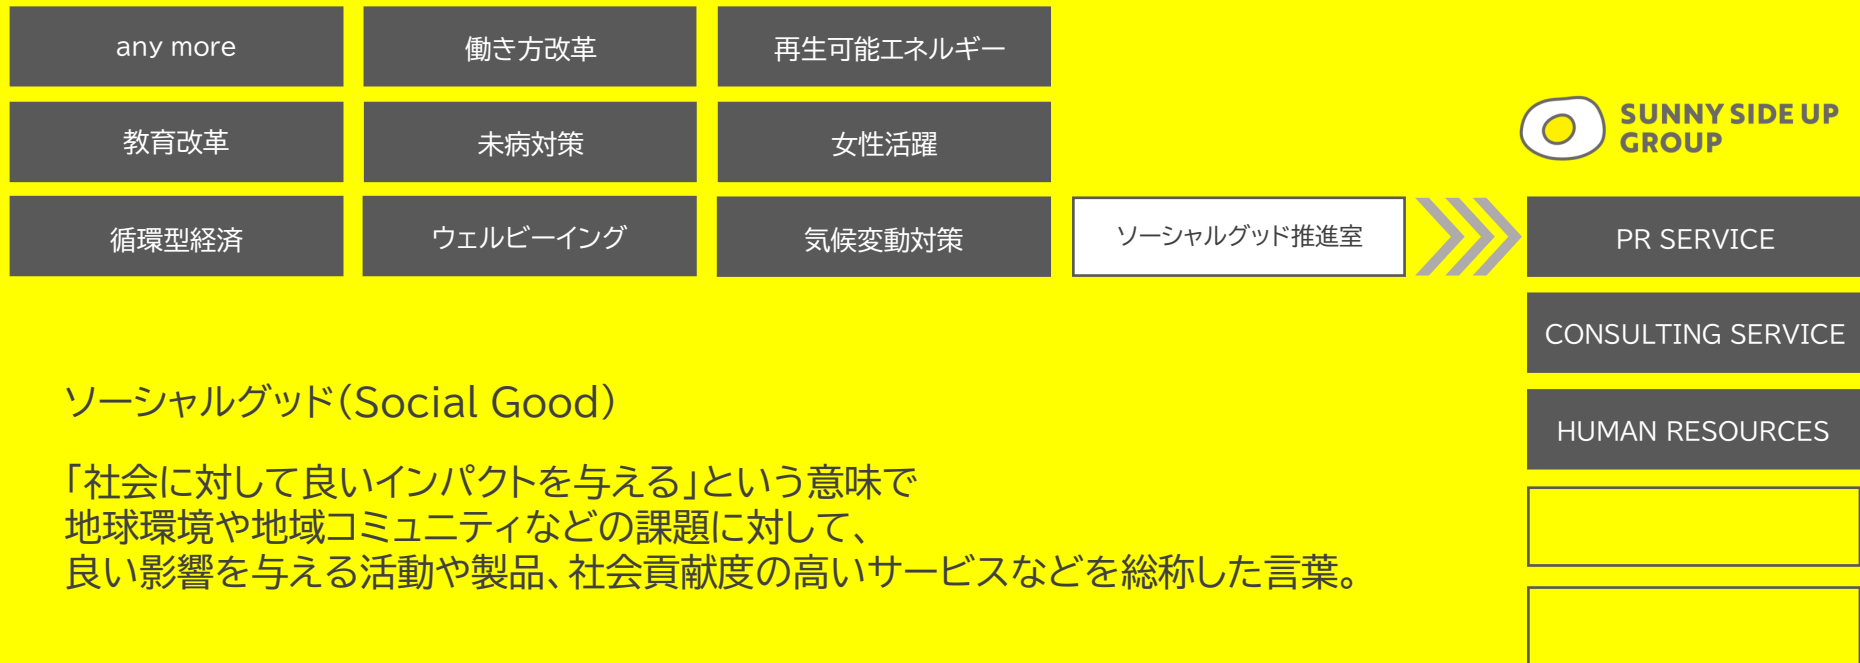 any more
働き方改革
再生可能エネルギー
教育改革
未病対策
女性活躍
SUNNY SIDE UP
GROUP
循環型経済
ウェルビーイング
気候変動対策
ソーシャルグッド推進室
PR SERVICE
CONSULTING SERVICE
HUMAN RESOURCES
ソーシャルグッド(Social Good)
「社会に対して良いインパクトを与える」という意味で
地球環境や地域コミュニティなどの課題に対して、
良い影響を与える活動や製品、社会貢献度の高いサービスなどを総称した言葉。